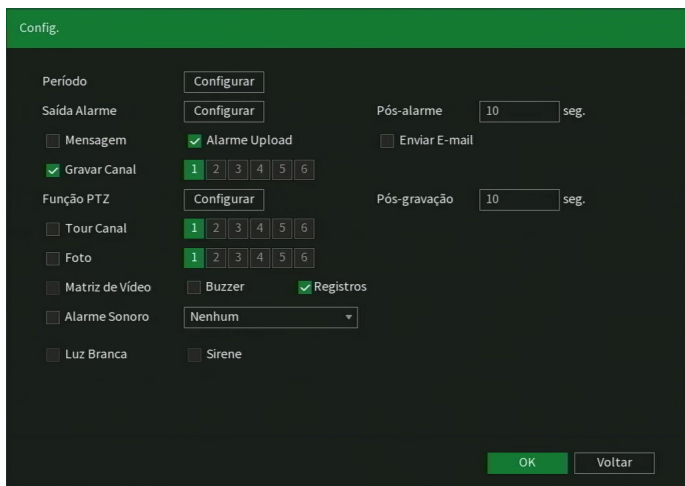 Config.
Período Configurar
Saída Alarme Configurar Pós-alarme 10 seg.
Mensagem Alarme Upload Enviar E-mail
Gravar Canal 1 2 3 4 5 6
Função PTZ Configurar Pós-gravação 10 seg.
Tour Canal 1 2 3 4 5 6
Foto 1 2 3 4 5 6
Matriz de Vídeo Buzzer Registros
Alarme Sonoro Nenhum
Luz Branca Sirene
OK Voltar